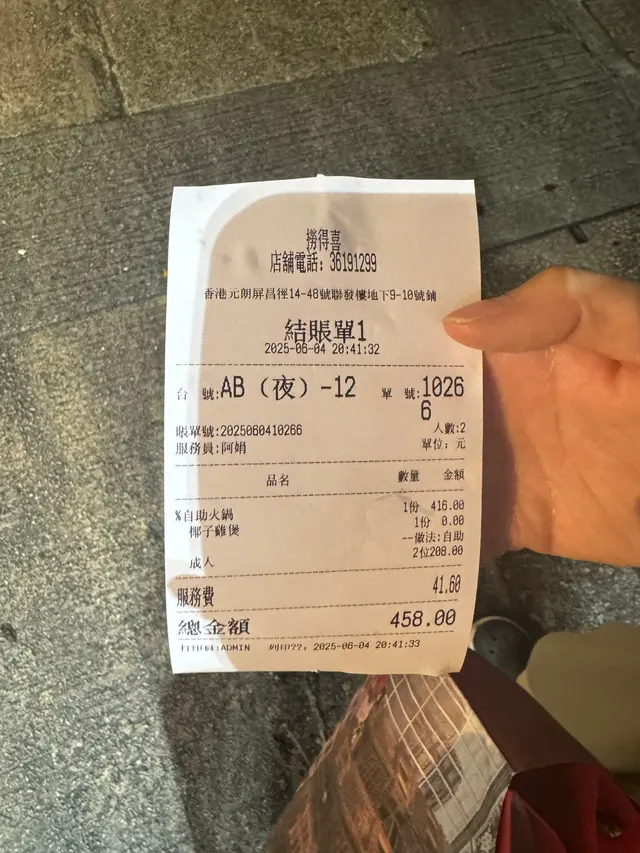 撈得喜
店舖電話: 36191299
香港元朗屏昌徑14-48號聯發樓地下9-10號舖
結賬單1
2025-06-04 20:41:32
台 號:AB (夜) -12 單 號:10266
賬單號:2025060410266 人數:2
服務員:阿娟 單位: 元
品名 數量 金額
%自助火鍋 1份 416.00
椰子雞煲 1份 0.00
--做法:自助
成人 2位208.00
服務費 41.60
總金額 458.00
:ADMIN 2025-06-04 20:41:33